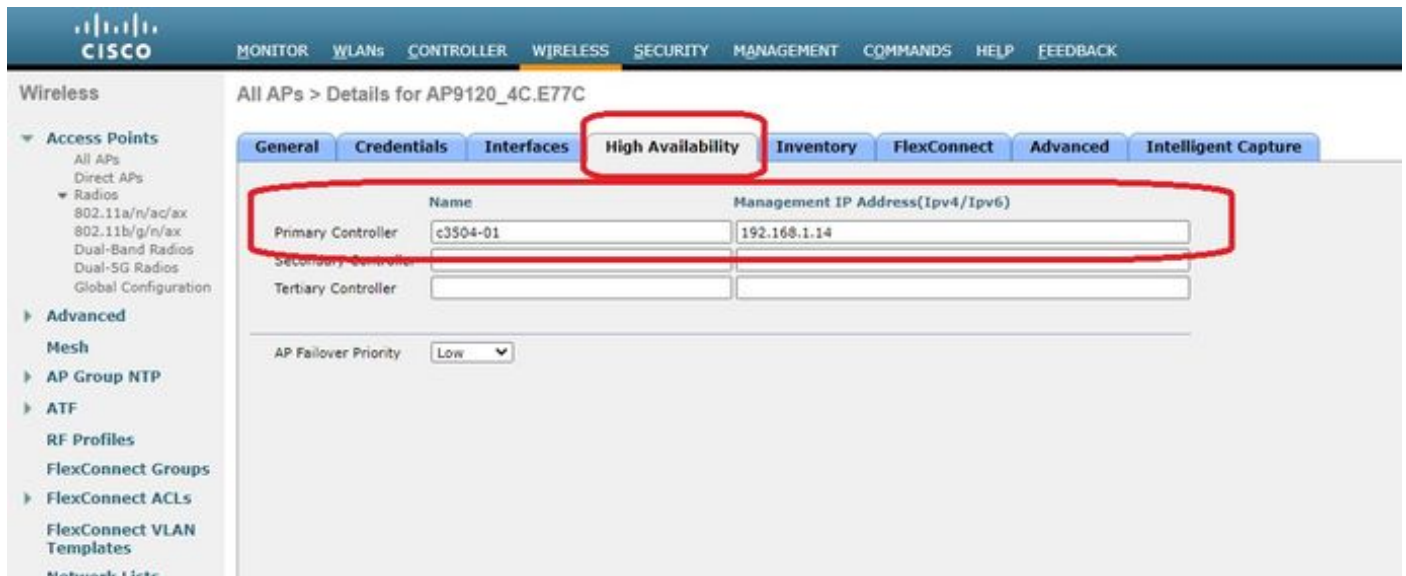 CISCO
MONITOR WLANs CONTROLLER WIRELESS SECURITY MANAGEMENT COMMANDS HELP FEEDBACK
Wireless
Access Points
All APs
Direct APs
Radios
802.11a/n/ac/ax
802.11b/g/n/ax
Dual-Band Radios
Dual-5G Radios
Global Configuration
Advanced
Mesh
AP Group NTP
ATF
RF Profiles
FlexConnect Groups
FlexConnect ACLs
FlexConnect VLAN
Templates
Network Lists
All APs > Details for AP9120_4C.E77C
General Credentials Interfaces High Availability Inventory FlexConnect Advanced Intelligent Capture
Name Management IP Address(Ipv4/Ipv6)
Primary Controller c3504-01 192.168.1.14
Secondary Controller
Tertiary Controller
AP Failover Priority Low